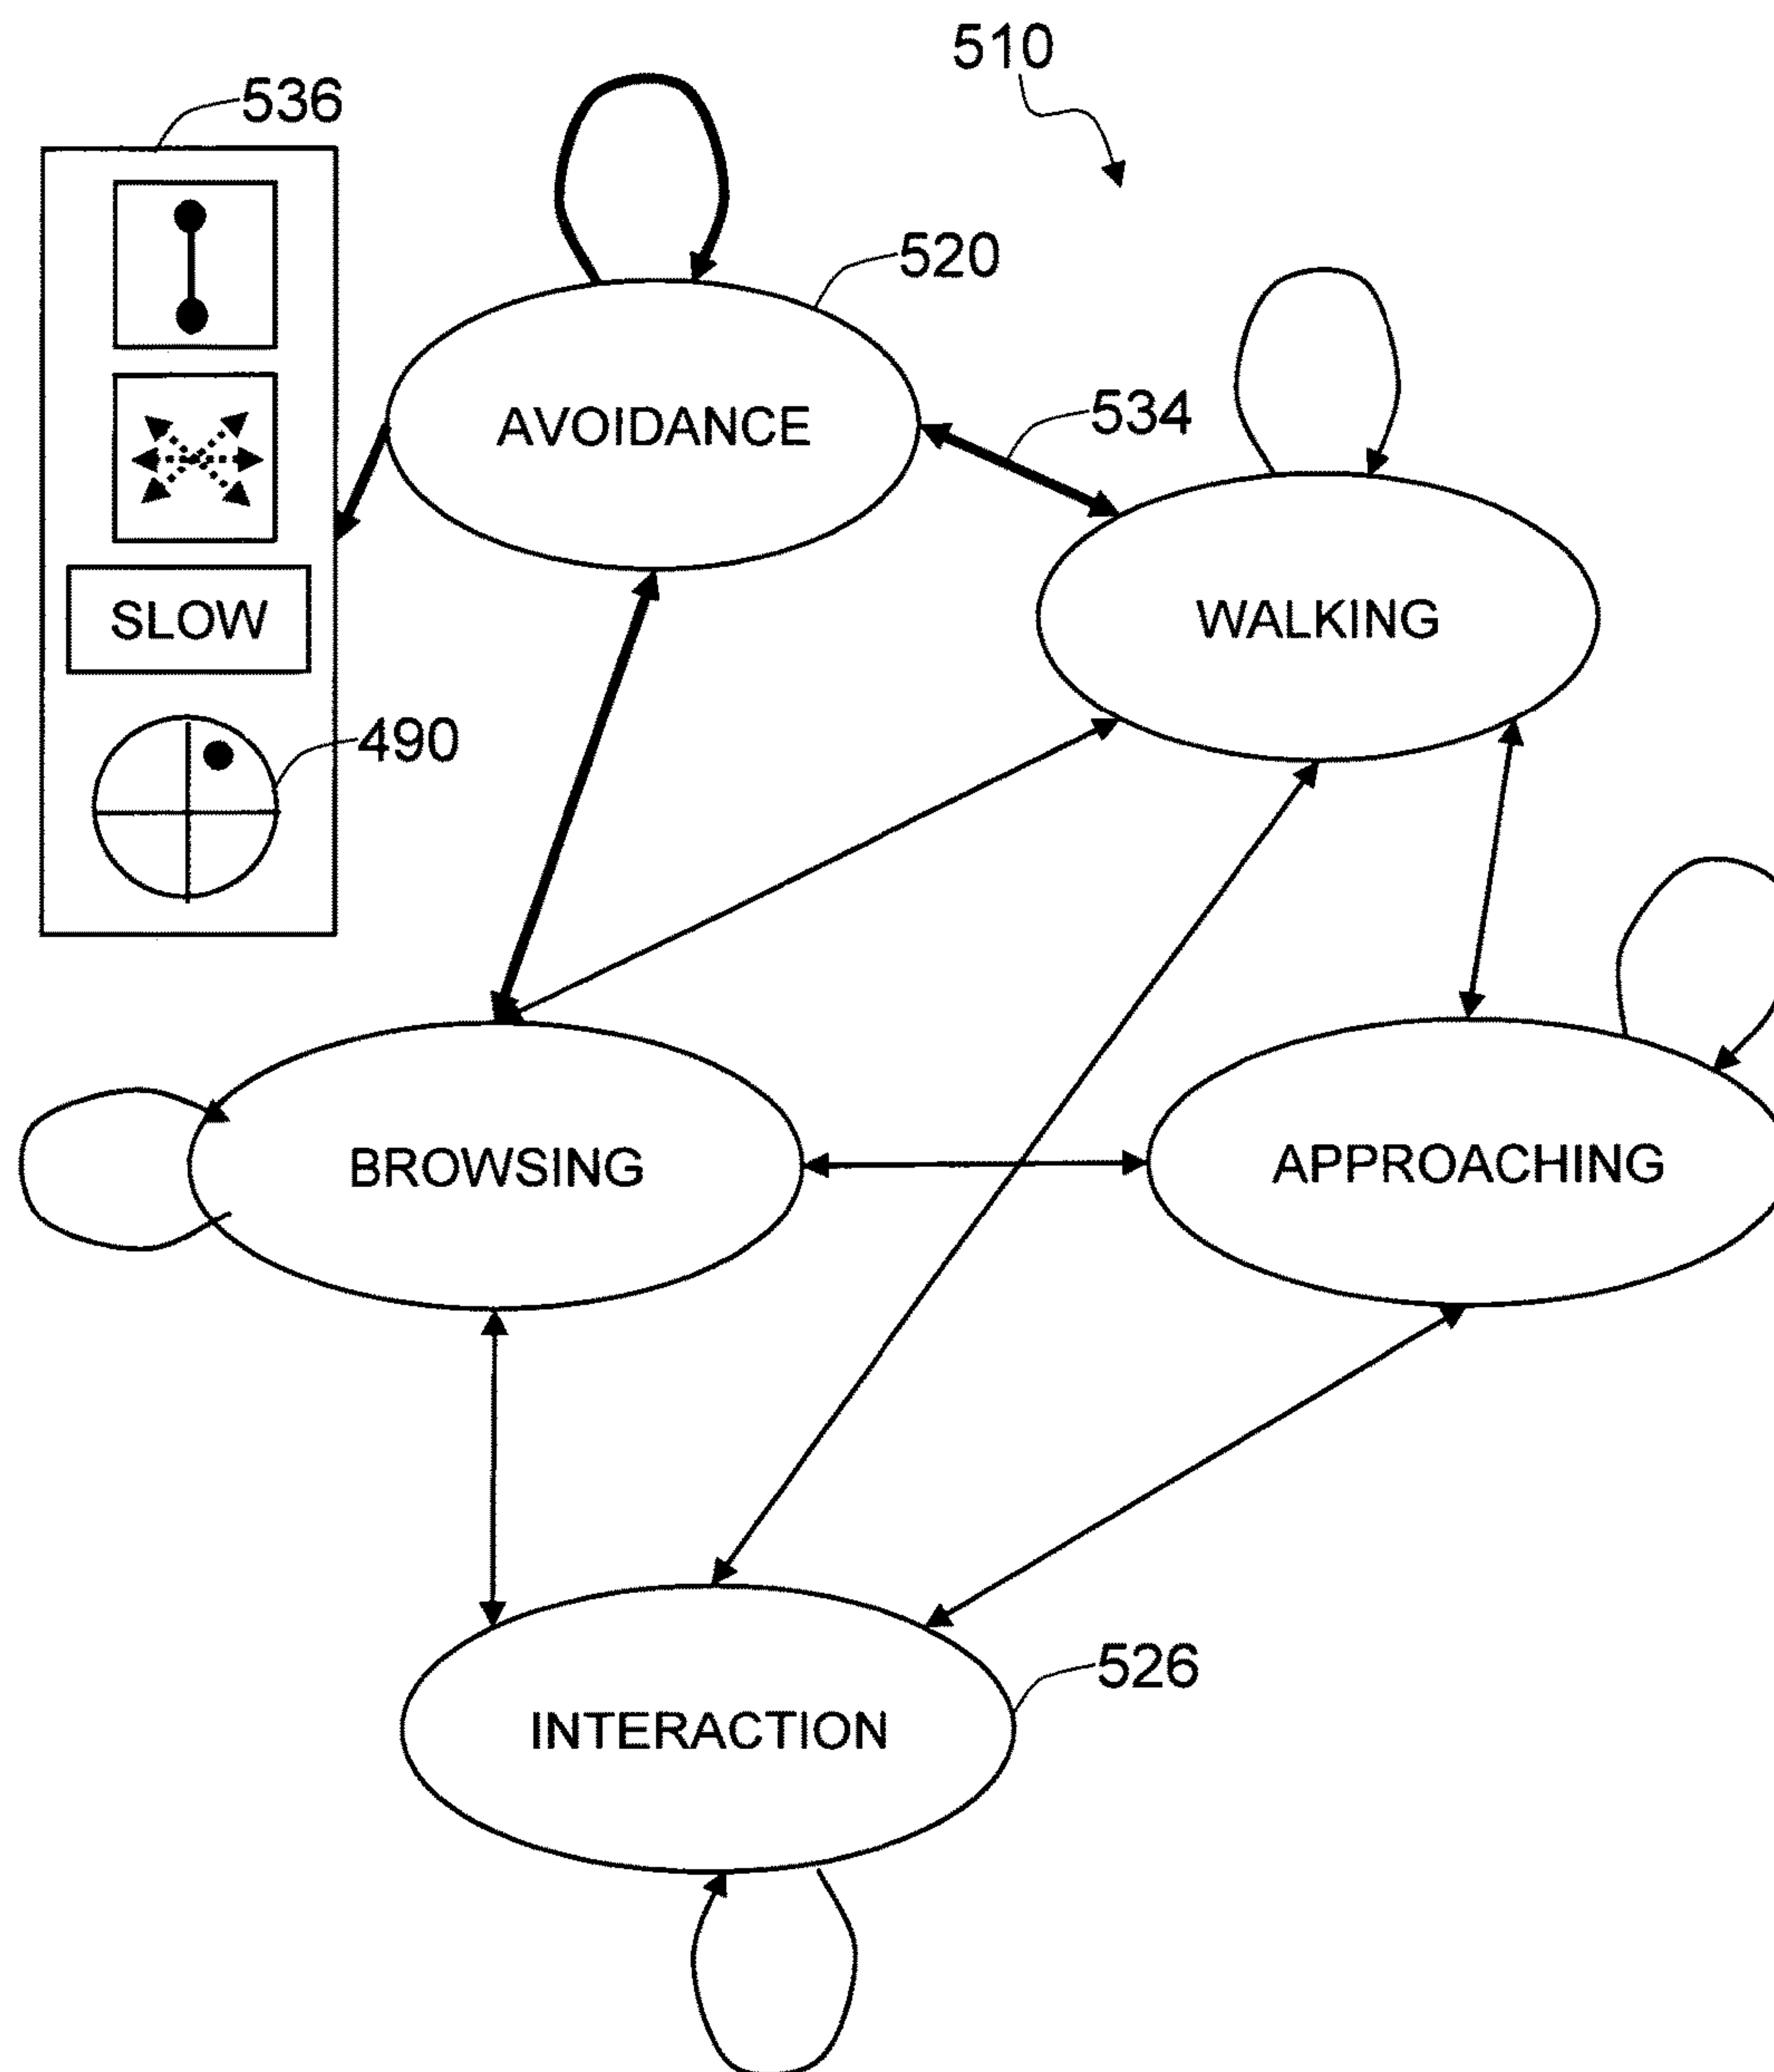 510
536
520
AVOIDANCE
534
SLOW
WALKING
490
BROWSING
APPROACHING
526
INTERACTION